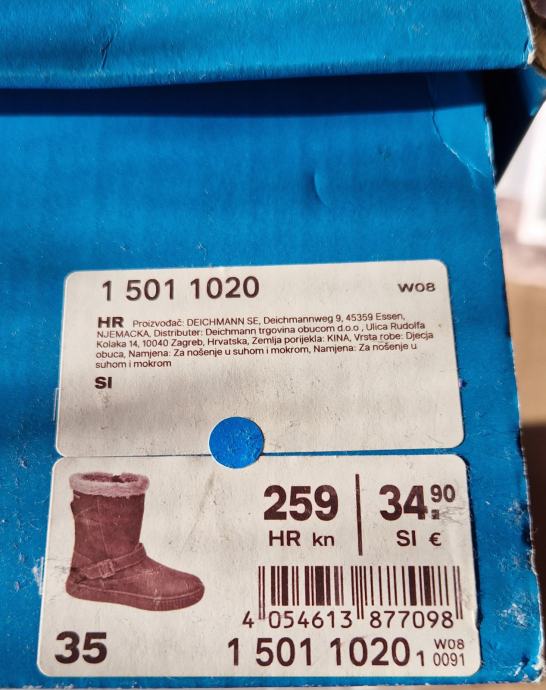 1 501 1020 W08
HR Proizvođač: DEICHMANN SE, Deichmannweg 9, 45359 Essen,
NJEMACKA, Distributer: Deichmann trgovina obucom d.o.o , Ulica Rudolfa
Kolaka 14, 10040 Zagreb, Hrvatska, Zemlja porijekla: KINA, Vrsta robe: Djecja
obuca, Namjena: Za nošenje u suhom i mokrom, Namjena: Za nošenje u
suhom i mokrom
SI
259 34.90
HR kn SI €
4 054613 877098
35 1 501 1020 1 W08 0091